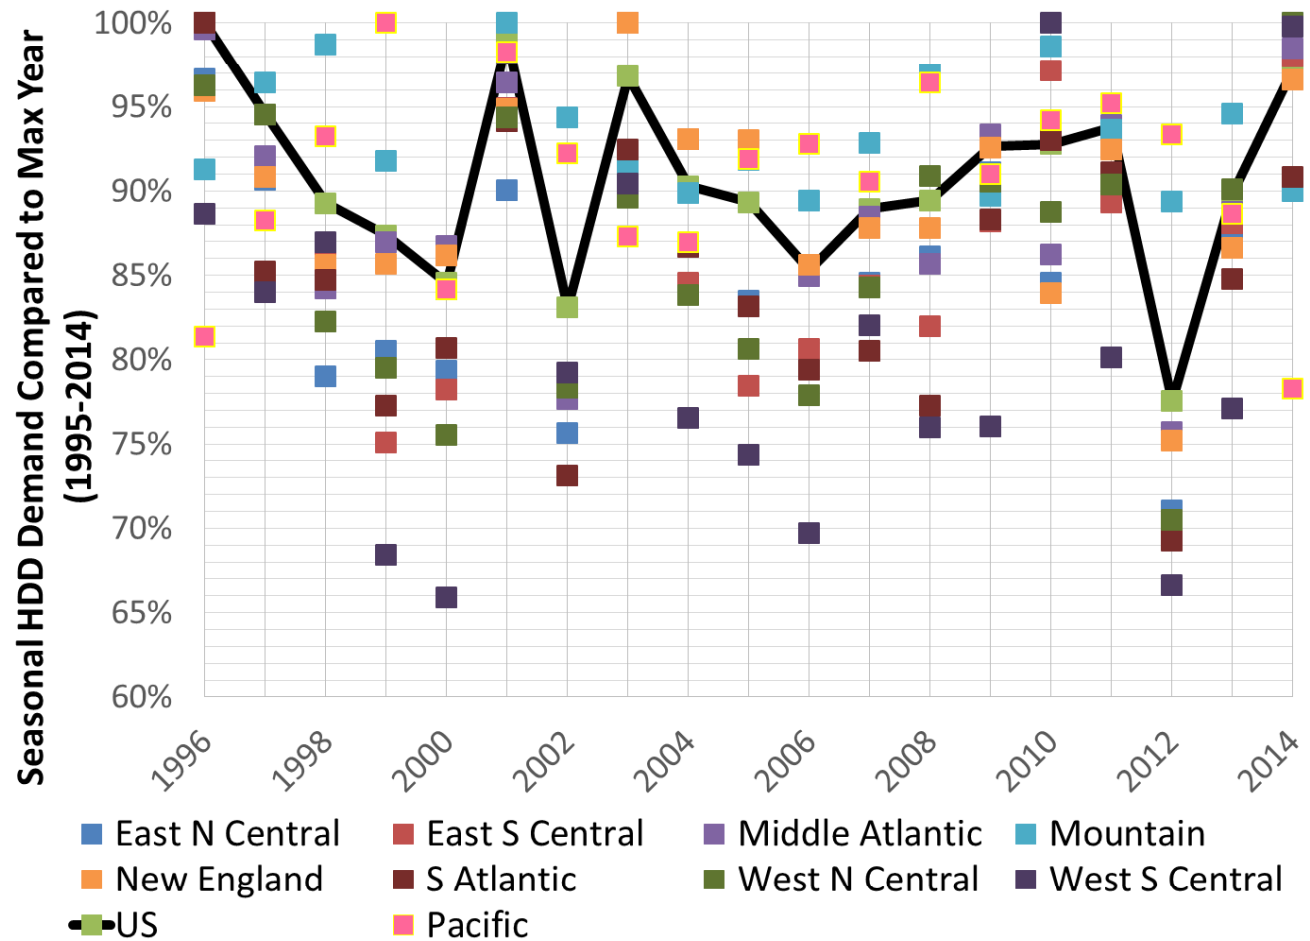 Seasonal HDD Demand Compared to Max Year
(1995-2014)
100%
95%
90%
85%
80%
75%
70%
65%
60%
1996
1998
2000
2002
2004
2006
2008
2010
2012
2014
East N Central
East S Central
Middle Atlantic
Mountain
New England
S Atlantic
West N Central
West S Central
US
Pacific